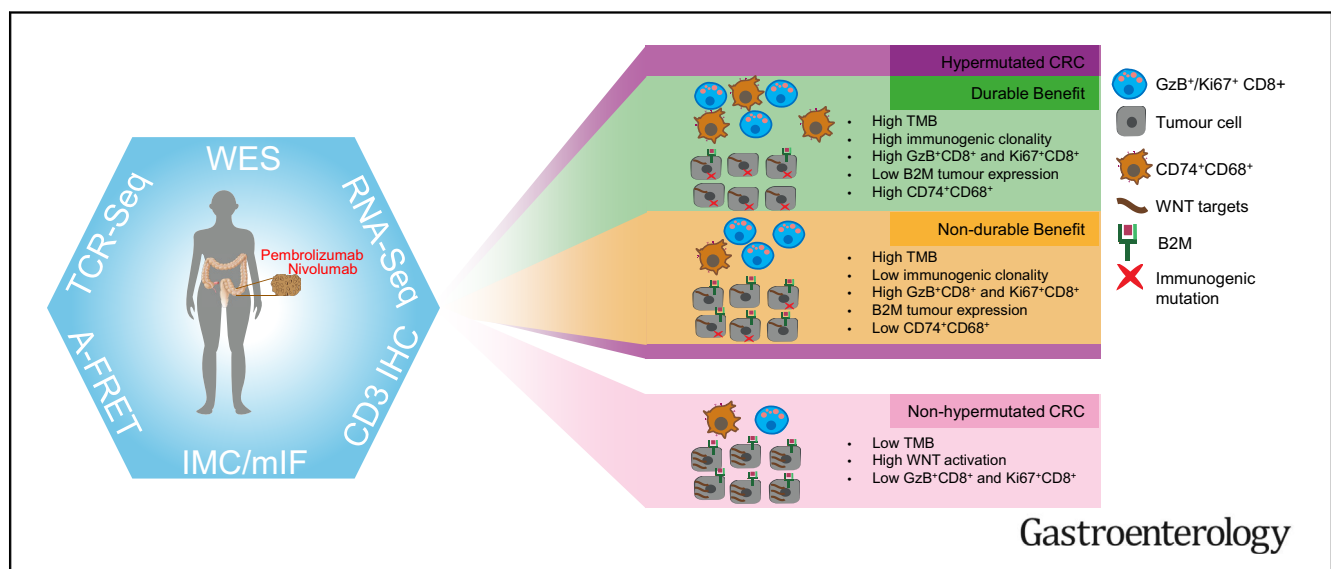 WES
TCR-Seq
RNA-Seq
Pembrolizumab
Nivolumab
A-FRET
CD3 IHC
IMC/mIF
Hypermutated CRC
Durable Benefit
• High TMB
• High immunogenic clonality
• High GzB⁺CD8⁺ and Ki67⁺CD8⁺
• Low B2M tumour expression
• High CD74⁺CD68⁺
Non-durable Benefit
• High TMB
• Low immunogenic clonality
• High GzB⁺CD8⁺ and Ki67⁺CD8⁺
• B2M tumour expression
• Low CD74⁺CD68⁺
Non-hypermutated CRC
• Low TMB
• High WNT activation
• Low GzB⁺CD8⁺ and Ki67⁺CD8⁺
GzB⁺/Ki67⁺ CD8+
Tumour cell
CD74⁺CD68⁺
WNT targets
B2M
Immunogenic
mutation
Gastroenterology